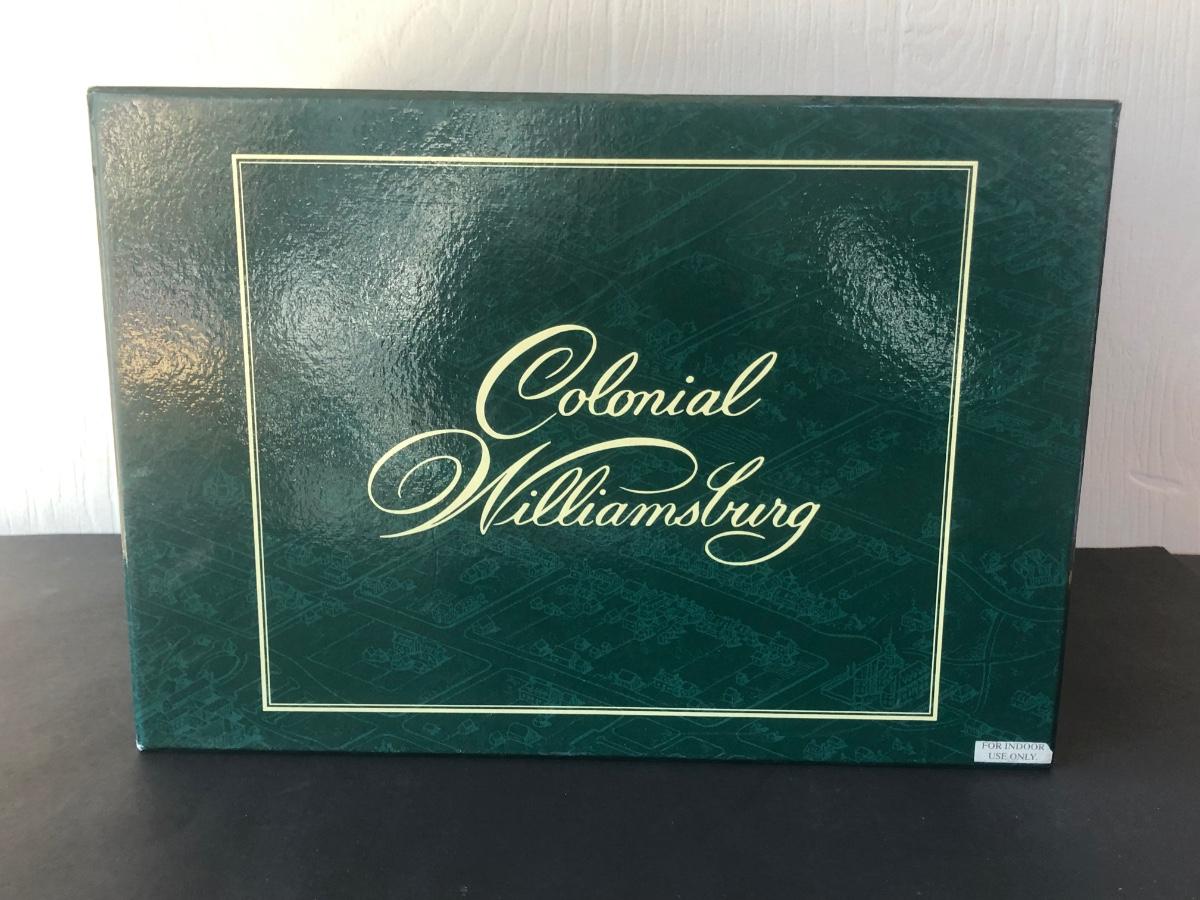 Colonial
Williamsburg
FOR INDOOR
USE ONLY.